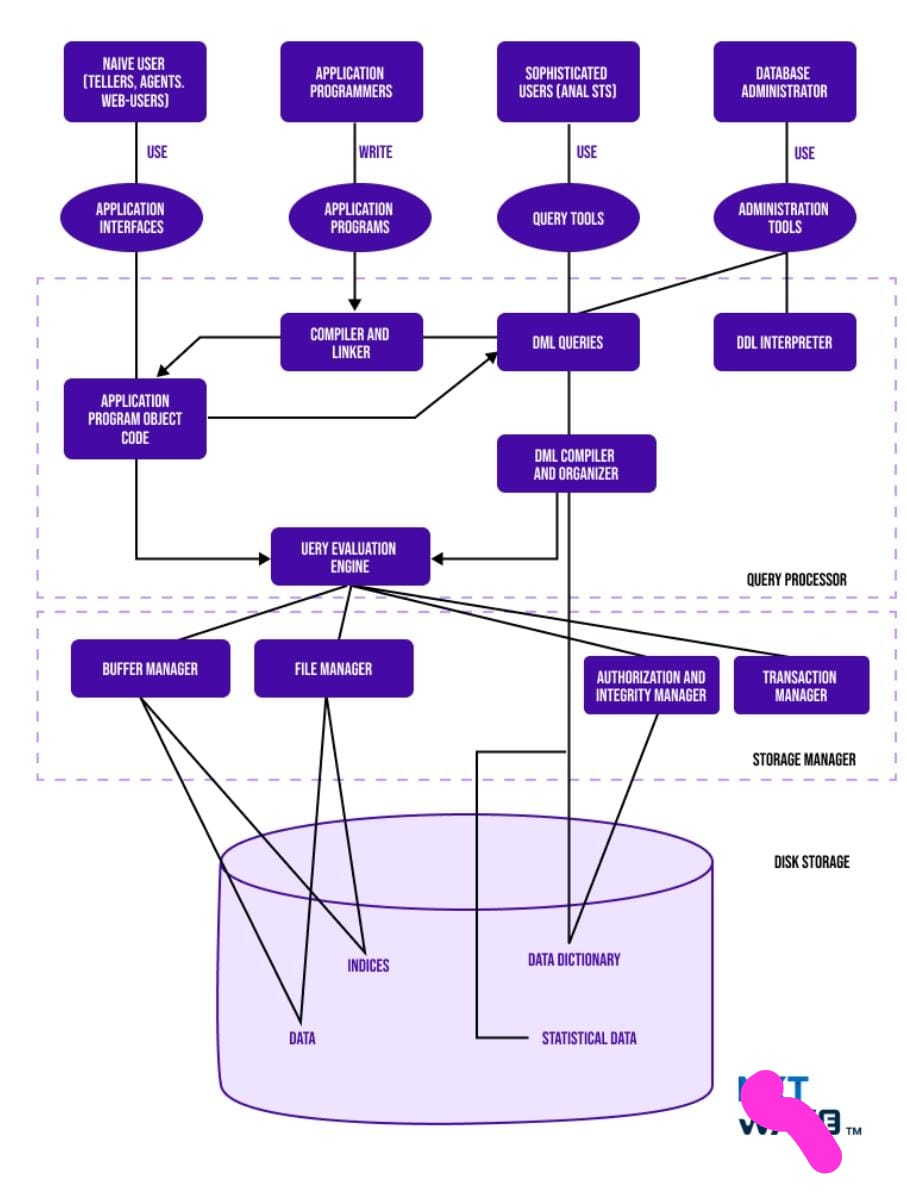 NAIVE USER
(TELLERS, AGENTS.
WEB-USERS)
APPLICATION
PROGRAMMERS
SOPHISTICATED
USERS (ANAL STS)
DATABASE
ADMINISTRATOR
USE
WRITE
USE
USE
APPLICATION
INTERFACES
APPLICATION
PROGRAMS
QUERY TOOLS
ADMINISTRATION
TOOLS
COMPILER AND
LINKER
DML QUERIES
DDL INTERPRETER
APPLICATION
PROGRAM OBJECT
CODE
DML COMPILER
AND ORGANIZER
UERY EVALUATION
ENGINE
QUERY PROCESSOR
BUFFER MANAGER
FILE MANAGER
AUTHORIZATION AND
INTEGRITY MANAGER
TRANSACTION
MANAGER
STORAGE MANAGER
DISK STORAGE
INDICES
DATA DICTIONARY
DATA
STATISTICAL DATA
TM